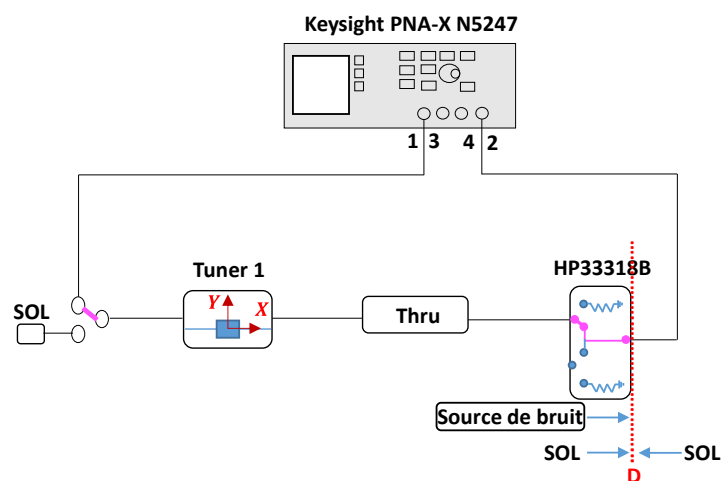 Keysight PNA-X N5247
1 3 4 2
Tuner 1
HP33318B
Y
X
SOL
Thru
Source de bruit
SOL
SOL
D